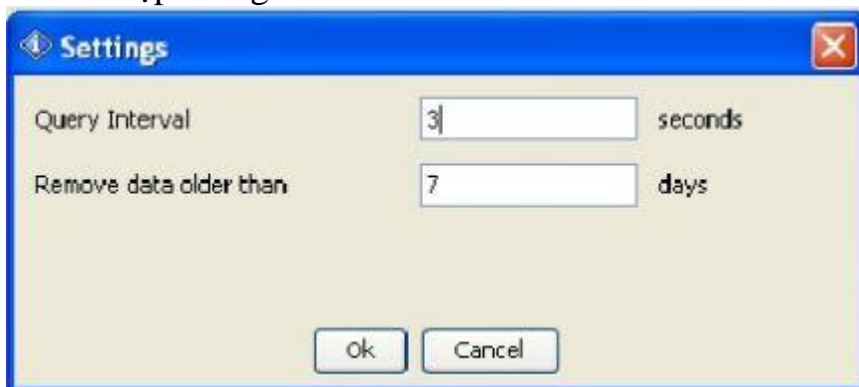 Settings
Query Interval 3 seconds
Remove data older than 7 days
Ok Cancel